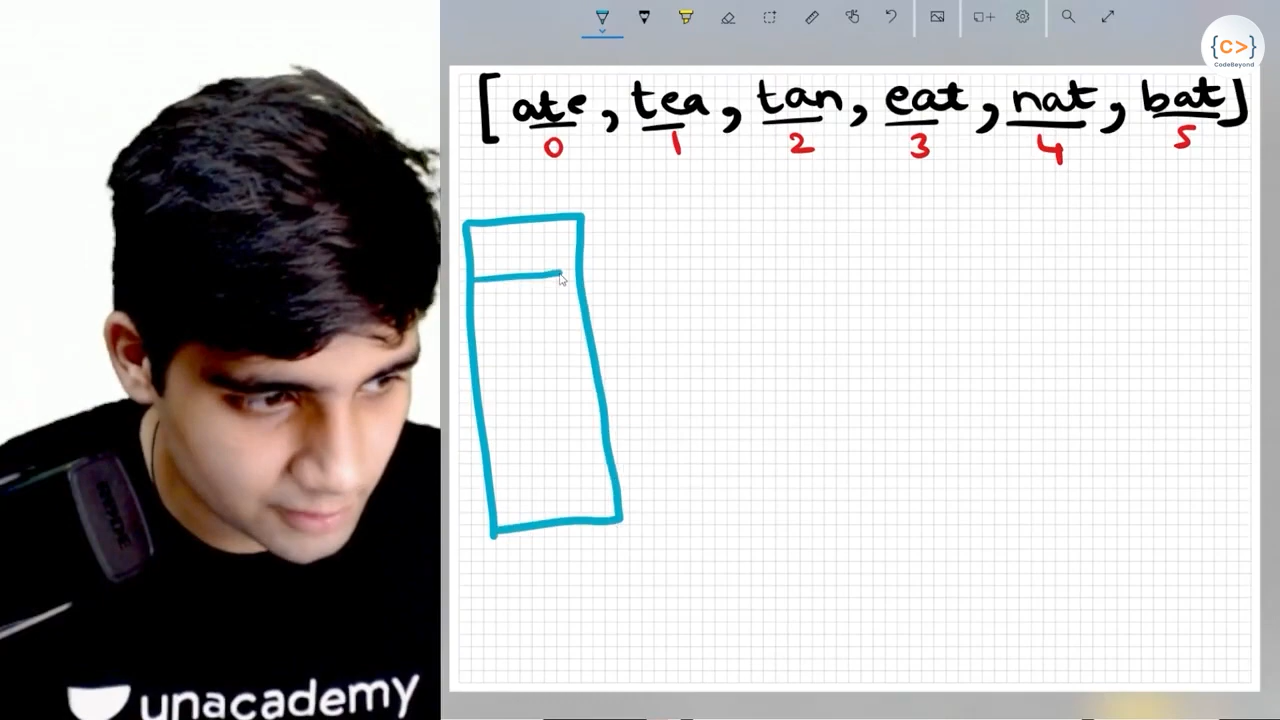 {C>}
CodeBeyond
[ate, tea, tan, eat, nat, bat]
0 1 2 3 4 5
unacademy